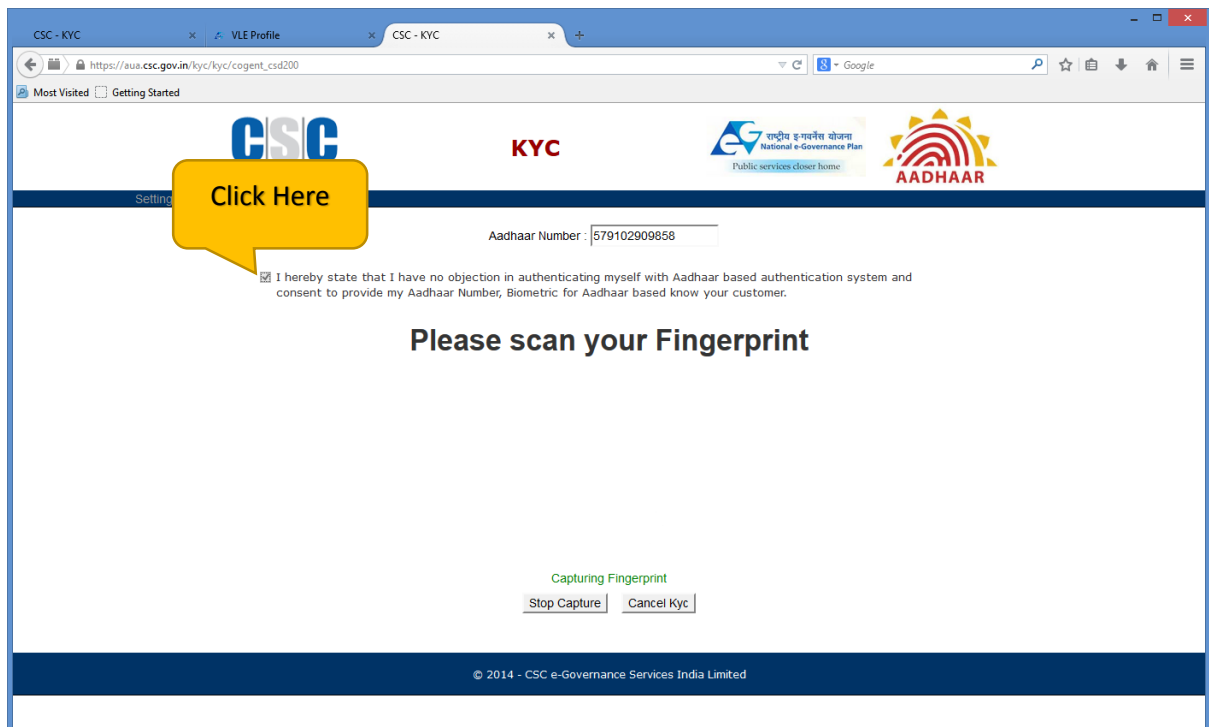 CSC - KYC VLE Profile CSC - KYC
https://aua.csc.gov.in/kyc/kyc/cogent_csd200 Google
Most Visited Getting Started
CSC
KYC
राष्ट्रीय इ-गवर्नेंस योजना
National e-Governance Plan
Public services closer home
AADHAAR
Setting
Click Here
Aadhaar Number : 579102909858
I hereby state that I have no objection in authenticating myself with Aadhaar based authentication system and
consent to provide my Aadhaar Number, Biometric for Aadhaar based know your customer.
Please scan your Fingerprint
Capturing Fingerprint
Stop Capture Cancel Kyc
© 2014 - CSC e-Governance Services India Limited